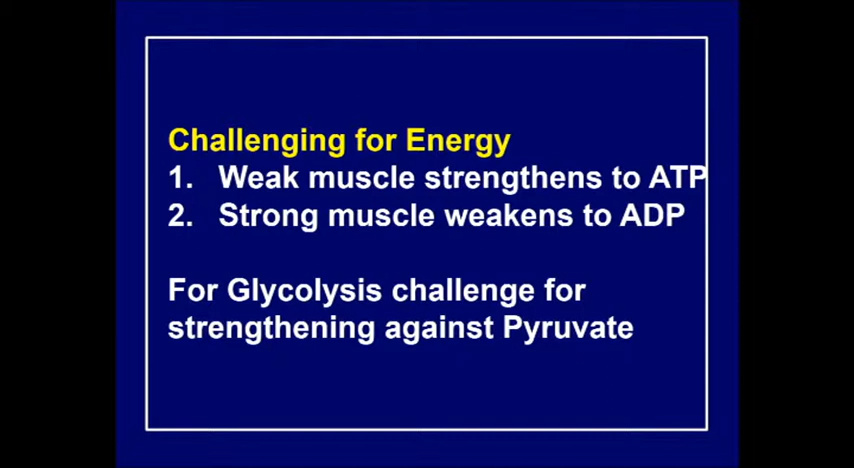 Challenging for Energy
1. Weak muscle strengthens to ATP
2. Strong muscle weakens to ADP
For Glycolysis challenge for
strengthening against Pyruvate